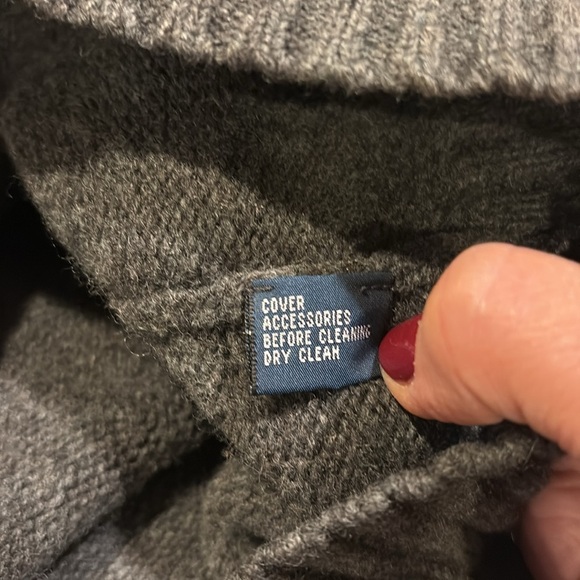 COVER
ACCESSORIES
BEFORE CLEANING
DRY CLEAN